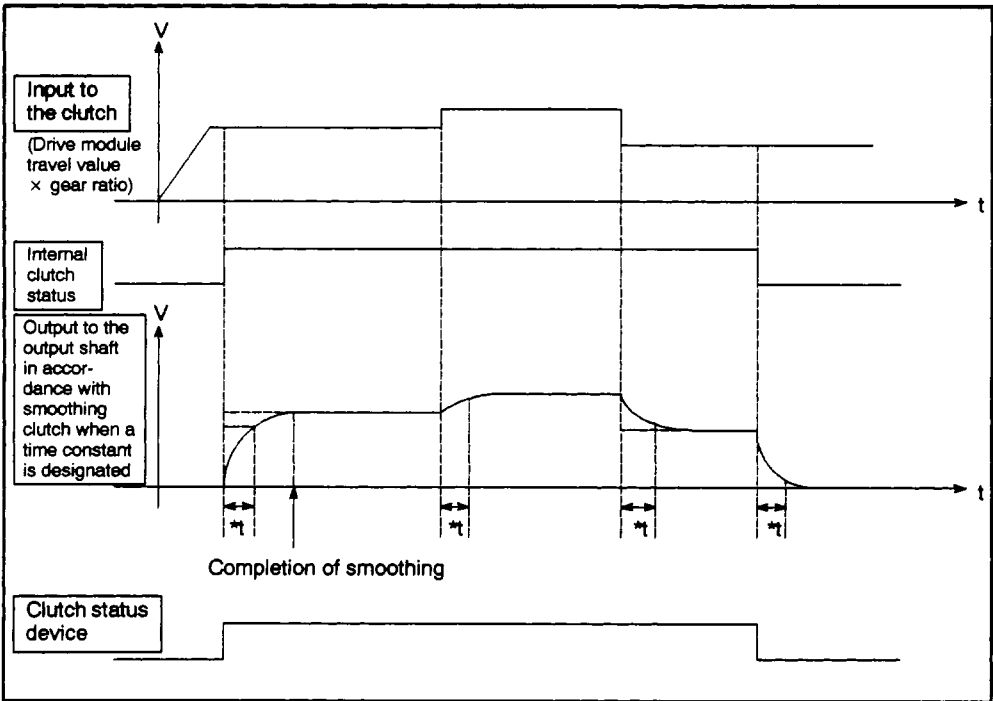 V
Input to
the clutch
(Drive module
travel value
× gear ratio)
t
Internal
clutch
status
V
Output to the
output shaft
in accor-
dance with
smoothing
clutch when a
time constant
is designated
t
*t
*t
*t
*t
Completion of smoothing
Clutch status
device